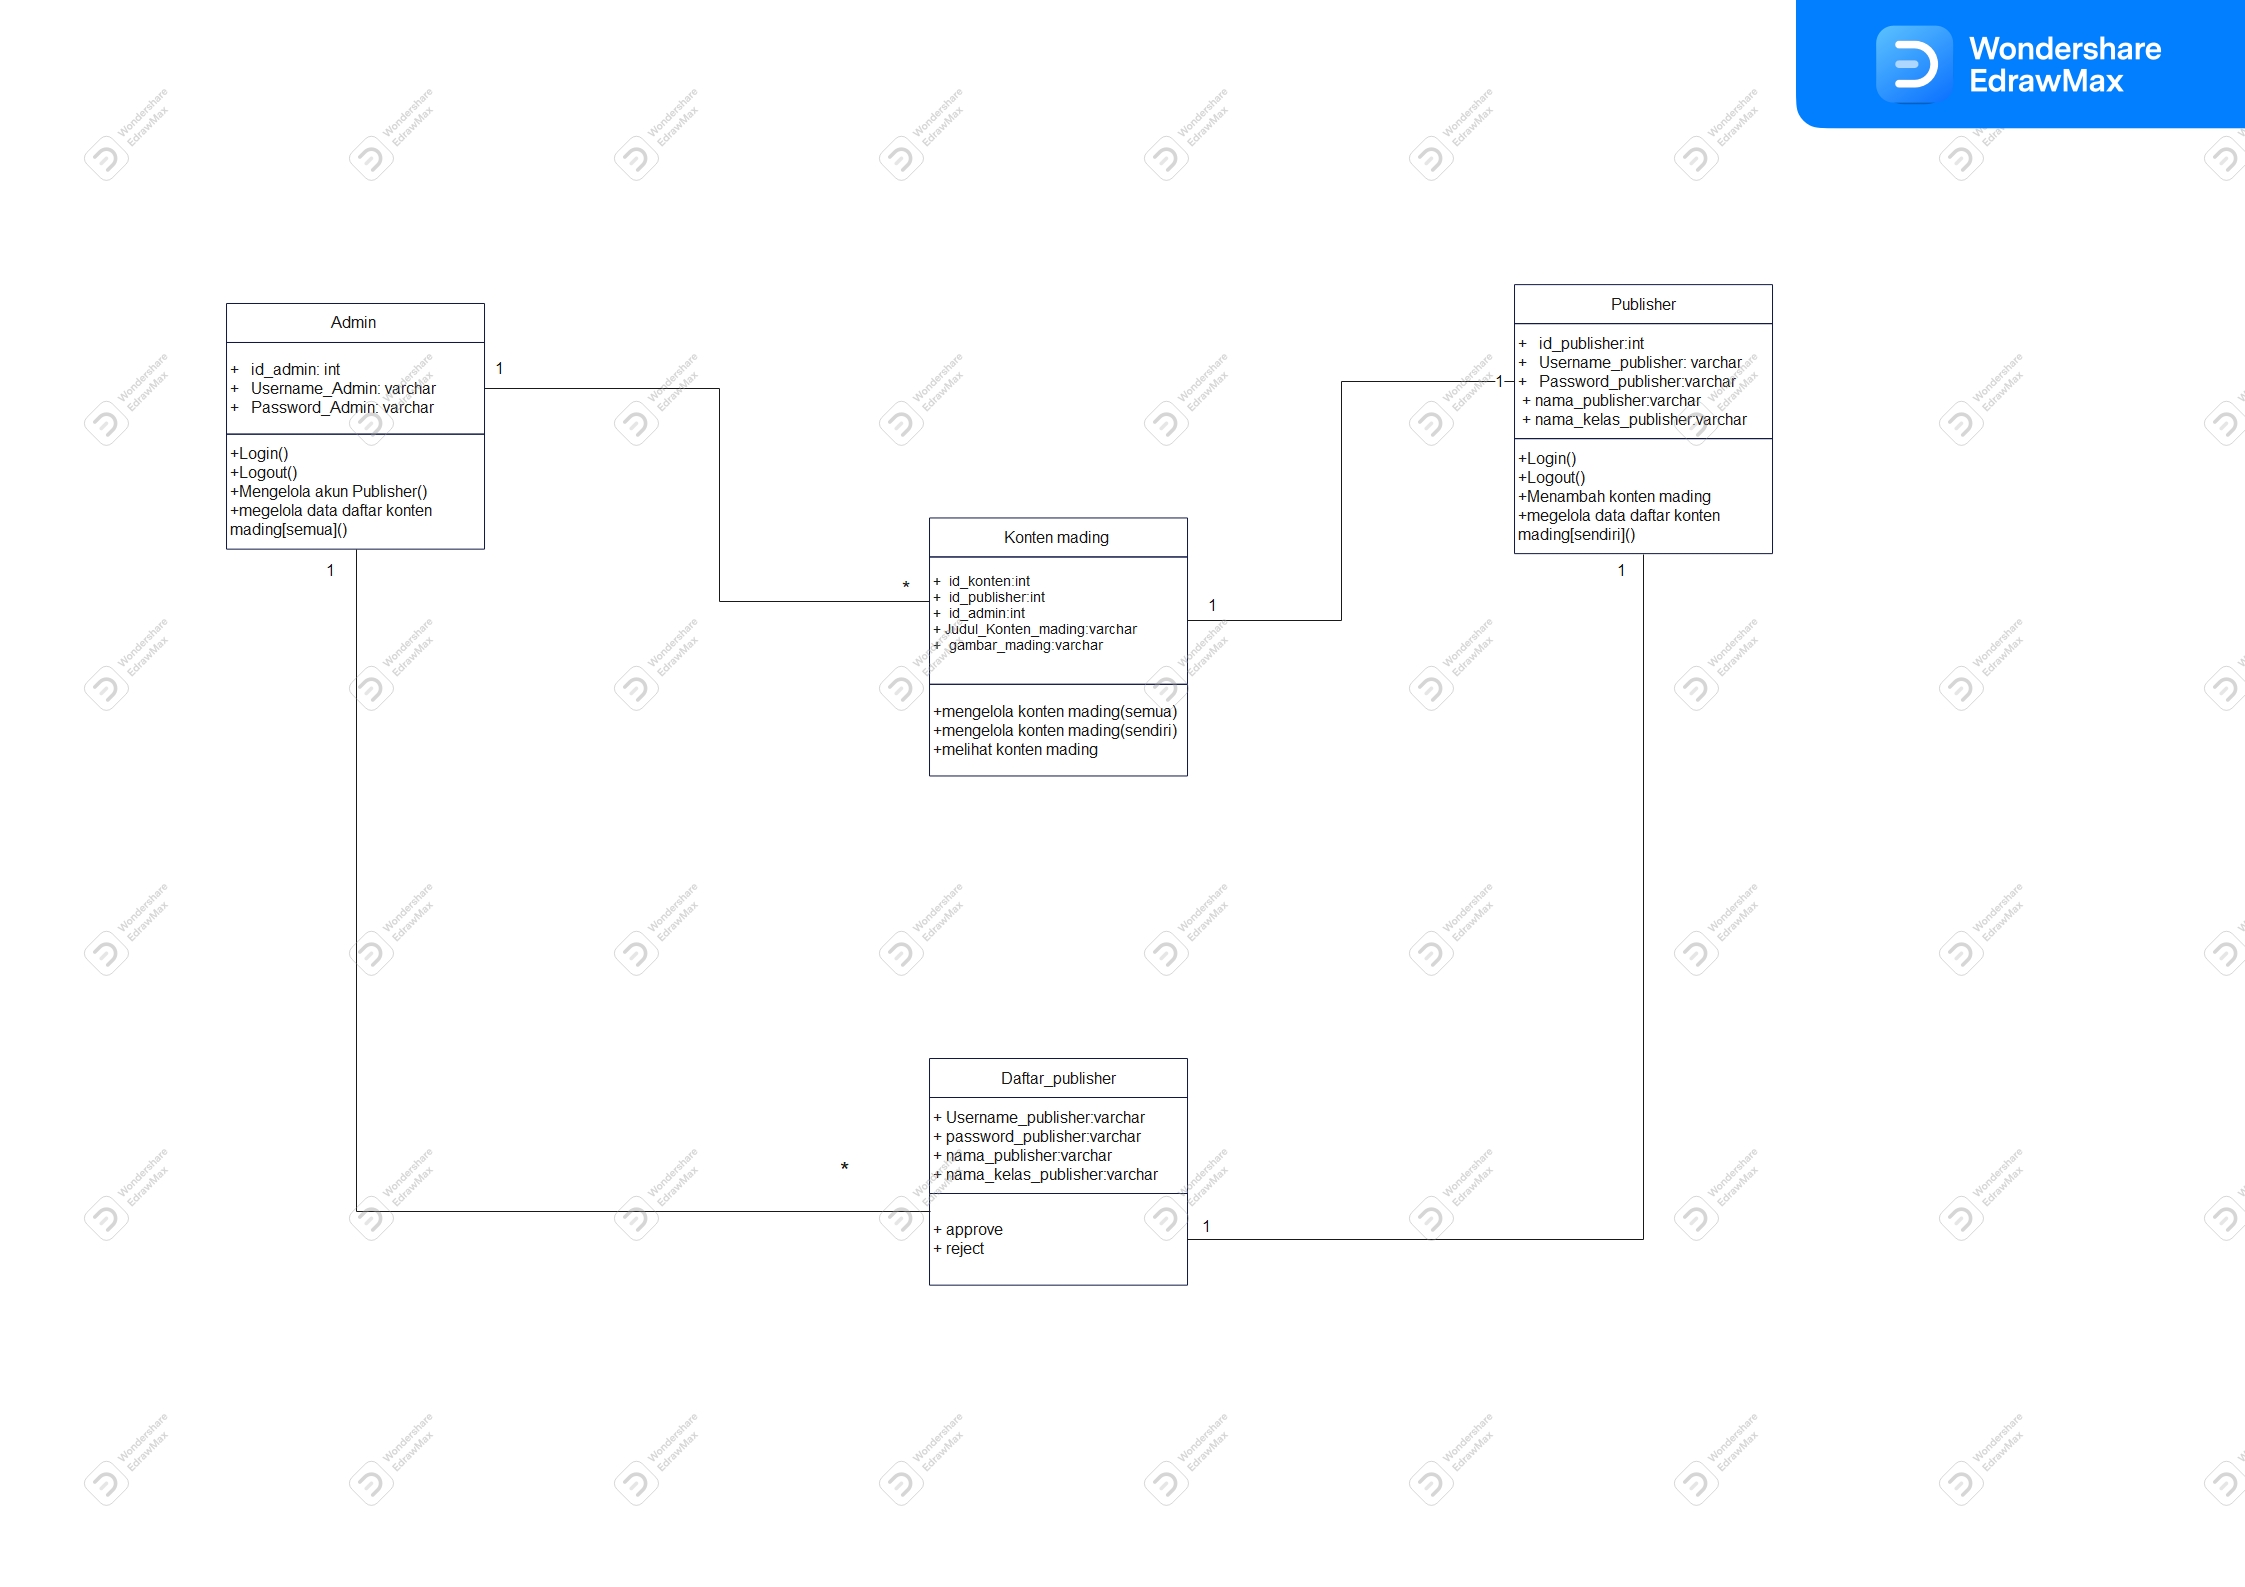 Wondershare
EdrawMax
Admin
+ id_admin: int
+ Username_Admin: varchar
+ Password_Admin: varchar
+Login()
+Logout()
+Mengelola akun Publisher()
+megelola data daftar konten
mading[semua]()
1
1
*
Konten mading
+ id_konten:int
+ id_publisher:int
+ id_admin:int
+ Judul_Konten_mading:varchar
+ gambar_mading:varchar
+mengelola konten mading(semua)
+mengelola konten mading(sendiri)
+melihat konten mading
1
1
Publisher
+ id_publisher:int
+ Username_publisher: varchar
+ Password_publisher:varchar
+ nama_publisher:varchar
+ nama_kelas_publisher:varchar
+Login()
+Logout()
+Menambah konten mading
+megelola data daftar konten
mading[sendiri]()
1
*
Daftar_publisher
+ Username_publisher:varchar
+ password_publisher:varchar
+ nama_publisher:varchar
+ nama_kelas_publisher:varchar
+ approve
+ reject
1